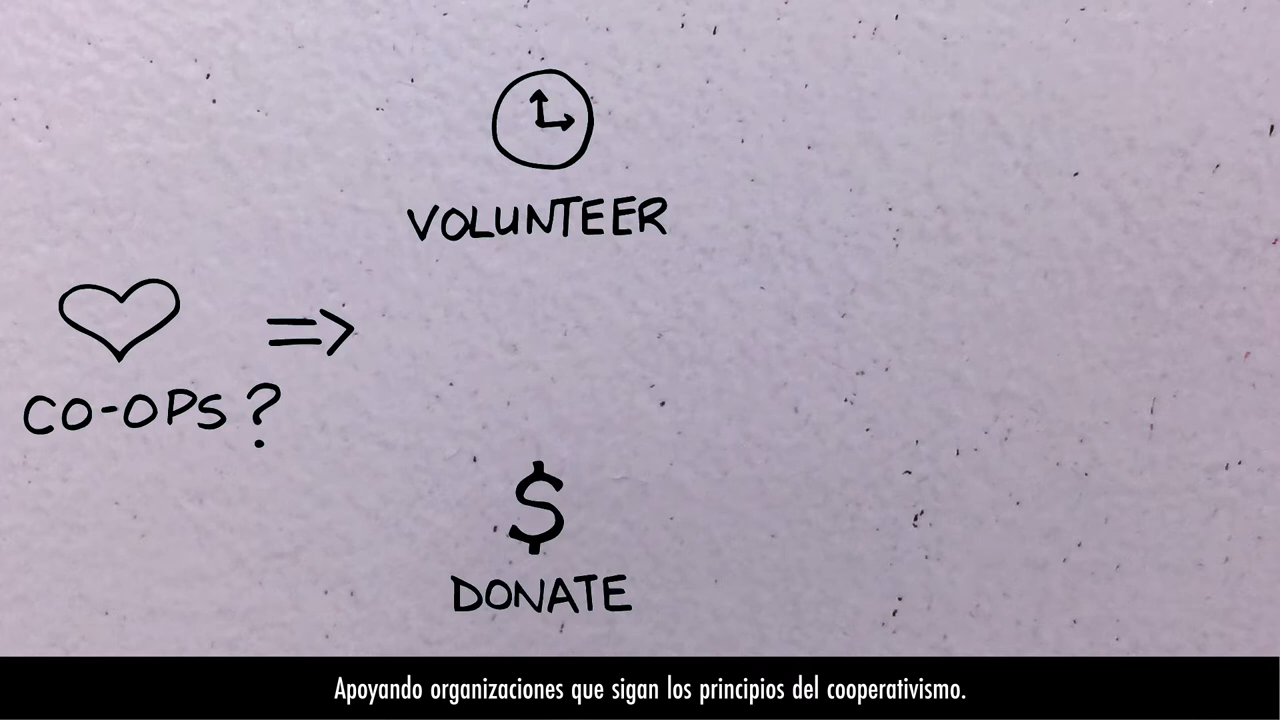 VOLUNTEER
CO-OPS?
$
DONATE
Apoyando organizaciones que sigan los principios del cooperativismo.